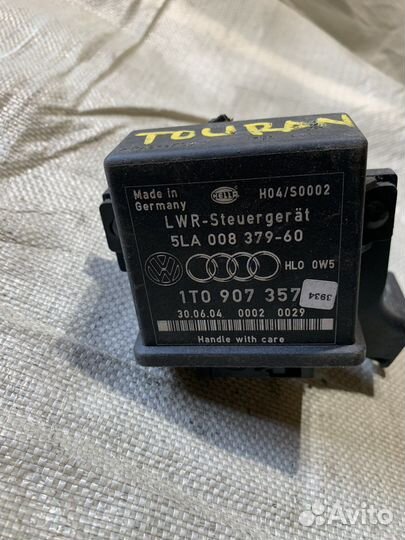 TOURAN
Made in Germany
HELLA
H04/S0002
LWR-Steuergerät
5LA 008 379-60
HLO 0W5
1T0 907 357
3934
30.06.04 0002 0029
Handle with care
Avito